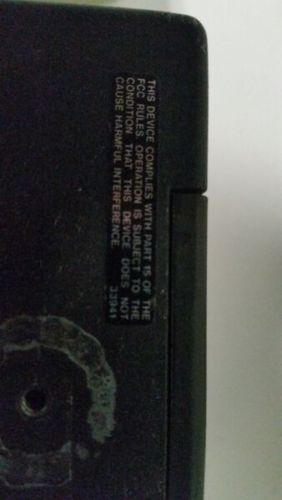 THIS DEVICE COMPLIES WITH PART 15 OF THE
FCC RULES. OPERATION IS SUBJECT TO THE
CONDITION THAT THIS DEVICE DOES NOT
CAUSE HARMFUL INTERFERENCE.
33941